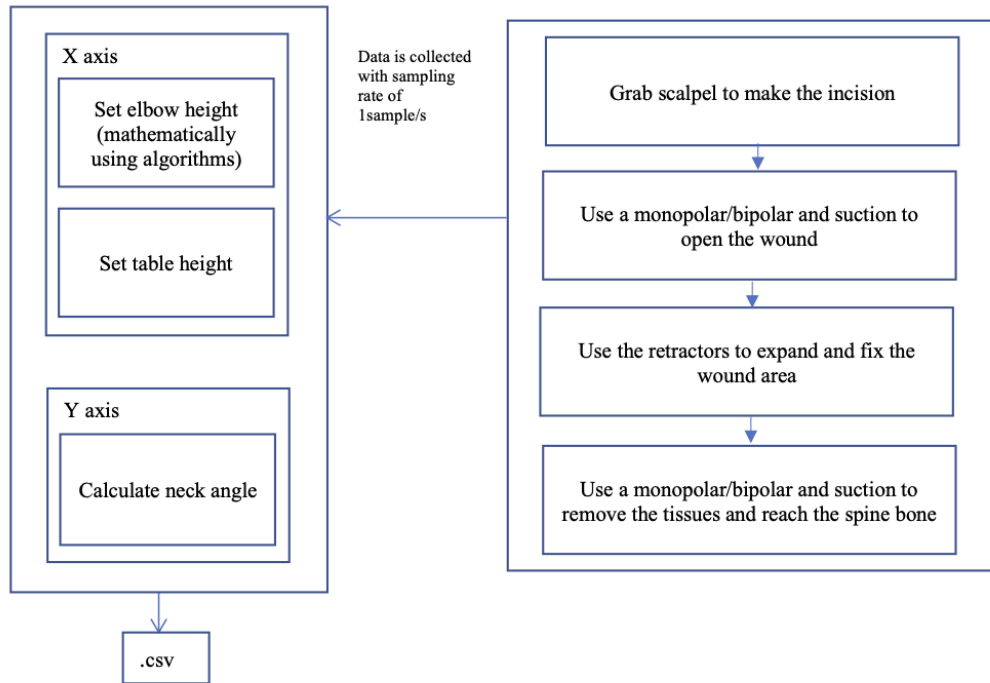 X axis
Set elbow height
(mathematically
using algorithms)
Set table height
Y axis
Calculate neck angle
.csv
Data is collected
with sampling
rate of
1sample/s
Grab scalpel to make the incision
Use a monopolar/bipolar and suction to
open the wound
Use the retractors to expand and fix the
wound area
Use a monopolar/bipolar and suction to
remove the tissues and reach the spine bone